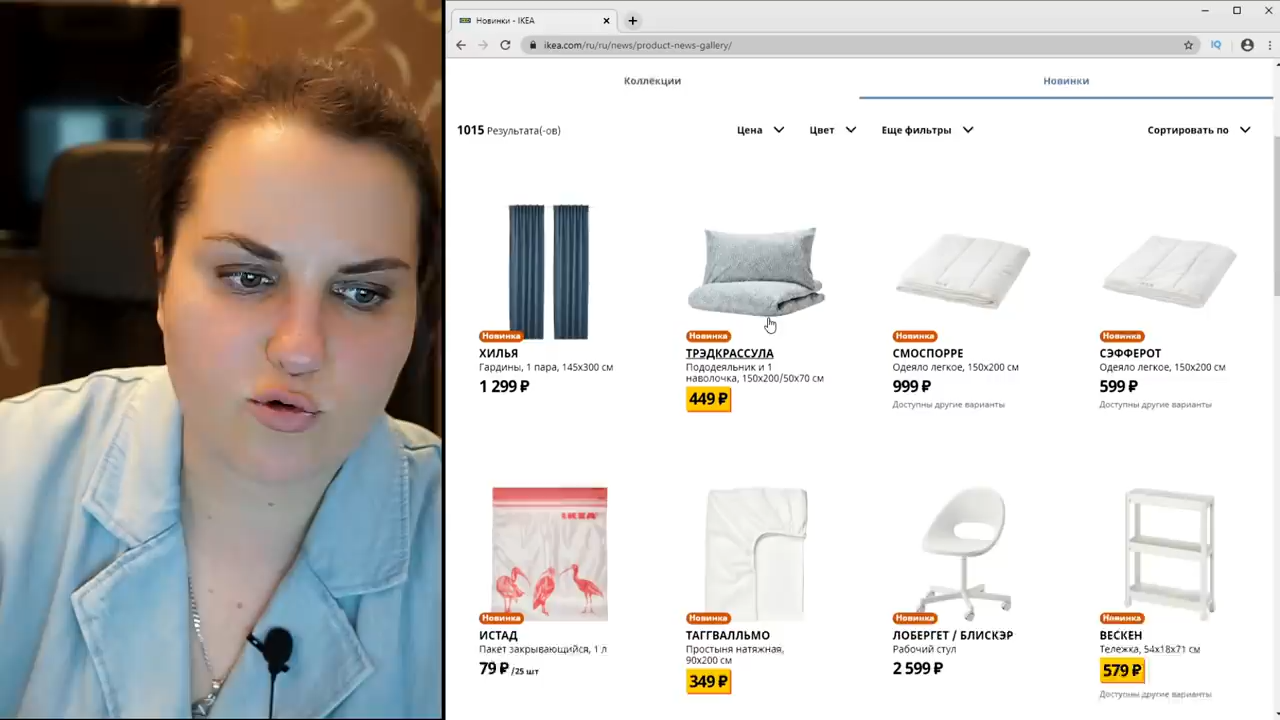 Новинки - IKEA
ikea.com/ru/ru/news/product-news-gallery/
IQ
Коллекции
Новинки
1015 Результата(-ов)
Цена
Цвет
Еще фильтры
Сортировать по
Новинка
ХИЛЬЯ
Гардины, 1 пара, 145x300 см
1 299 ₽
Новинка
ТРЭДКРАССУЛА
Пододеяльник и 1
наволочка, 150x200/50x70 см
449 ₽
Новинка
СМОСПОРРЕ
Одеяло легкое, 150x200 см
999 ₽
Доступны другие варианты
Новинка
СЭФФЕРОТ
Одеяло легкое, 150x200 см
599 ₽
Доступны другие варианты
IKEA
Новинка
ИСТАД
Пакет закрывающийся, 1 л
79 ₽ /25 шт
Новинка
ТАГГВАЛЛЬМО
Простыня натяжная,
90x200 см
349 ₽
Новинка
ЛОБЕРГЕТ / БЛИСКЭР
Рабочий стул
2 599 ₽
Новинка
ВЕСКЕН
Тележка, 54x18x71 см
579 ₽
Доступны другие варианты